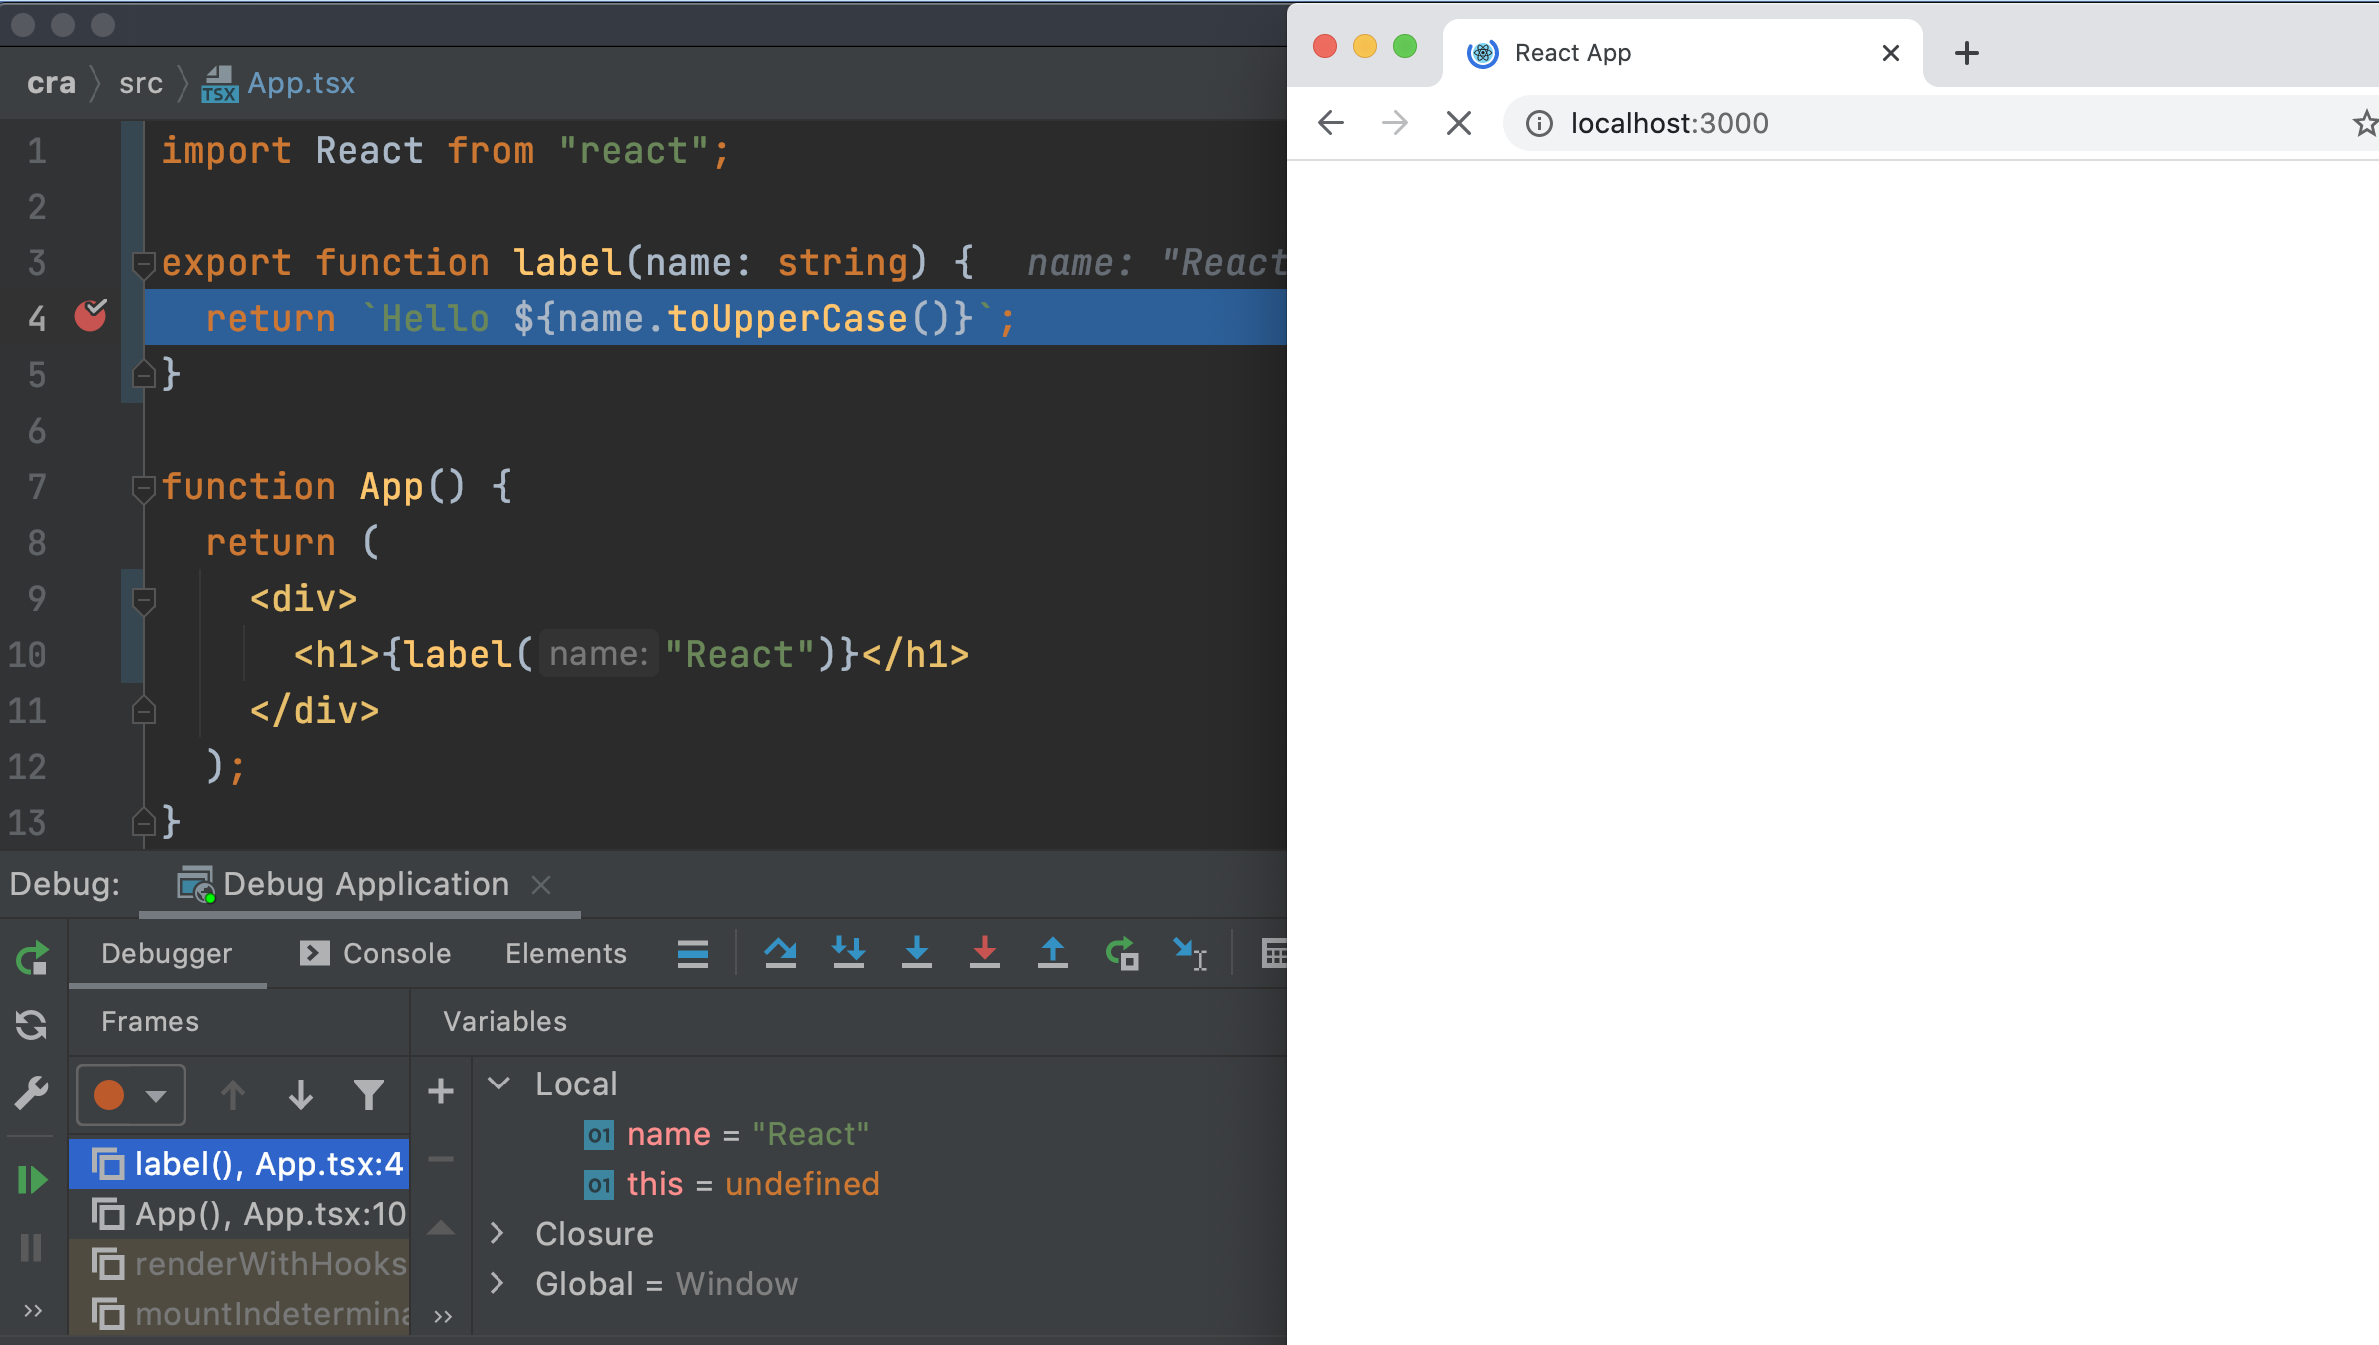 cra src TSX App.tsx
1 import React from "react";
2
3 export function label(name: string) { name: "React
4 return `Hello ${name.toUpperCase()}`;
5 }
6
7 function App() {
8 return (
9 <div>
10 <h1>{label( name: "React")}</h1>
11 </div>
12 );
13 }
Debug: Debug Application
Debugger Console Elements
Frames Variables
Local
01 name = "React"
01 this = undefined
Closure
Global = Window
label(), App.tsx:4
App(), App.tsx:10
renderWithHooks
mountIndetermina
React App
localhost:3000